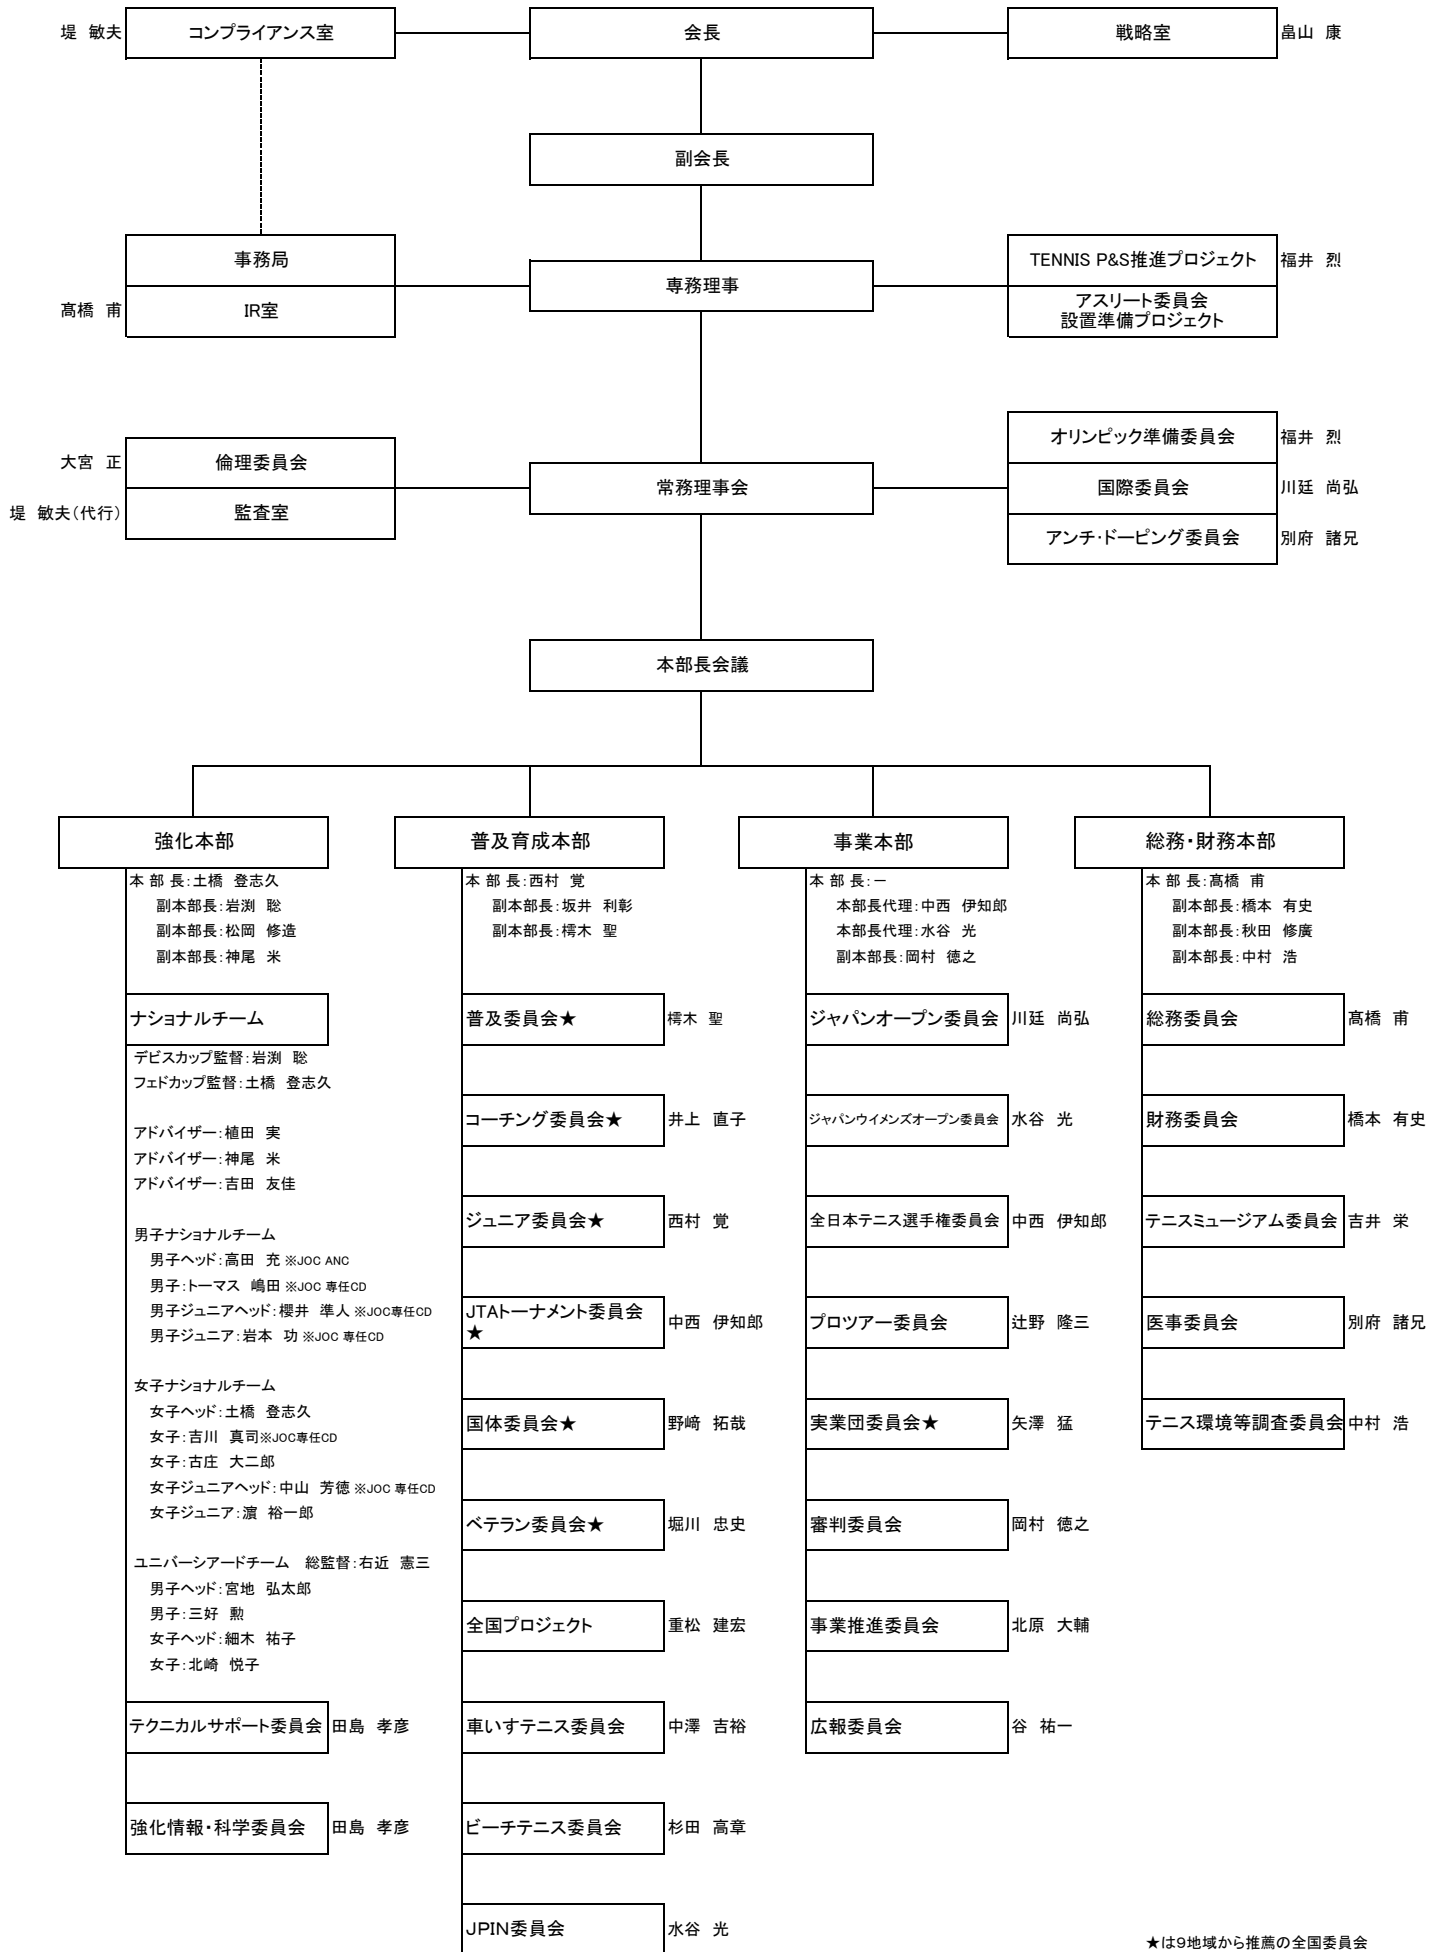 堤　敏夫
コンプライアンス室
会長
戦略室
畠山　康
副会長
事務局
専務理事
TENNIS P&S推進プロジェクト
福井　烈
髙橋　甫
IR室
アスリート委員会
設置準備プロジェクト
大宮　正
倫理委員会
常務理事会
オリンピック準備委員会
福井　烈
国際委員会
川廷　尚弘
堤　敏夫（代行）
監査室
アンチ・ドーピング委員会
別府　諸兄
本部長会議
強化本部
本 部 長：土橋　登志久
副本部長：岩渕　聡
副本部長：松岡　修造
副本部長：神尾　米
ナショナルチーム
デビスカップ監督：岩渕　聡
フェドカップ監督：土橋　登志久
アドバイザー：植田　実
アドバイザー：神尾　米
アドバイザー：吉田　友佳
男子ナショナルチーム
男子ヘッド：高田　充 ※JOC ANC
男子：トーマス　嶋田 ※JOC 専任CD
男子ジュニアヘッド：櫻井　準人 ※JOC専任CD
男子ジュニア：岩本　功 ※JOC 専任CD
女子ナショナルチーム
女子ヘッド：土橋　登志久
女子：吉川　真司※JOC専任CD
女子：古庄　大二郎
女子ジュニアヘッド：中山　芳徳 ※JOC 専任CD
女子ジュニア：濵　裕一郎
ユニバーシアードチーム　総監督：右近　憲三
男子ヘッド：宮地　弘太郎
男子：三好　勲
女子ヘッド：細木　祐子
女子：北崎　悦子
テクニカルサポート委員会
田島　孝彦
強化情報・科学委員会
田島　孝彦
普及育成本部
本 部 長：西村　覚
副本部長：坂井　利彰
副本部長：樗木　聖
普及委員会★
樗木　聖
コーチング委員会★
井上　直子
ジュニア委員会★
西村　覚
JTAトーナメント委員会
★
中西　伊知郎
国体委員会★
野﨑　拓哉
ベテラン委員会★
堀川　忠史
全国プロジェクト
重松　建宏
車いすテニス委員会
中澤　吉裕
ビーチテニス委員会
杉田　高章
JPIN委員会
水谷　光
事業本部
本 部 長：－
本部長代理：中西　伊知郎
本部長代理：水谷　光
副本部長：岡村　徳之
ジャパンオープン委員会
川廷　尚弘
ジャパンウイメンズオープン委員会
水谷　光
全日本テニス選手権委員会
中西　伊知郎
プロツアー委員会
辻野　隆三
実業団委員会★
矢澤　猛
審判委員会
岡村　徳之
事業推進委員会
北原　大輔
広報委員会
谷　祐一
総務・財務本部
本 部 長：髙橋　甫
副本部長：橋本　有史
副本部長：秋田　修廣
副本部長：中村　浩
総務委員会
髙橋　甫
財務委員会
橋本　有史
テニスミュージアム委員会
吉井　栄
医事委員会
別府　諸兄
テニス環境等調査委員会
中村　浩
★は9地域から推薦の全国委員会